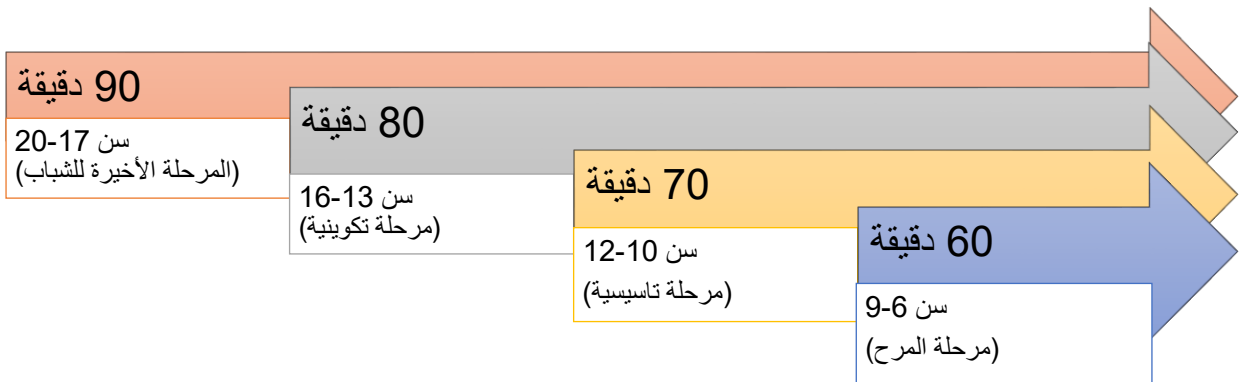 90 دقيقة
سن 17-20
(المرحلة الأخيرة للشباب)
80 دقيقة
سن 13-16
(مرحلة تكوينية)
70 دقيقة
سن 10-12
(مرحلة تاسيسية)
60 دقيقة
سن 6-9
(مرحلة المرح)